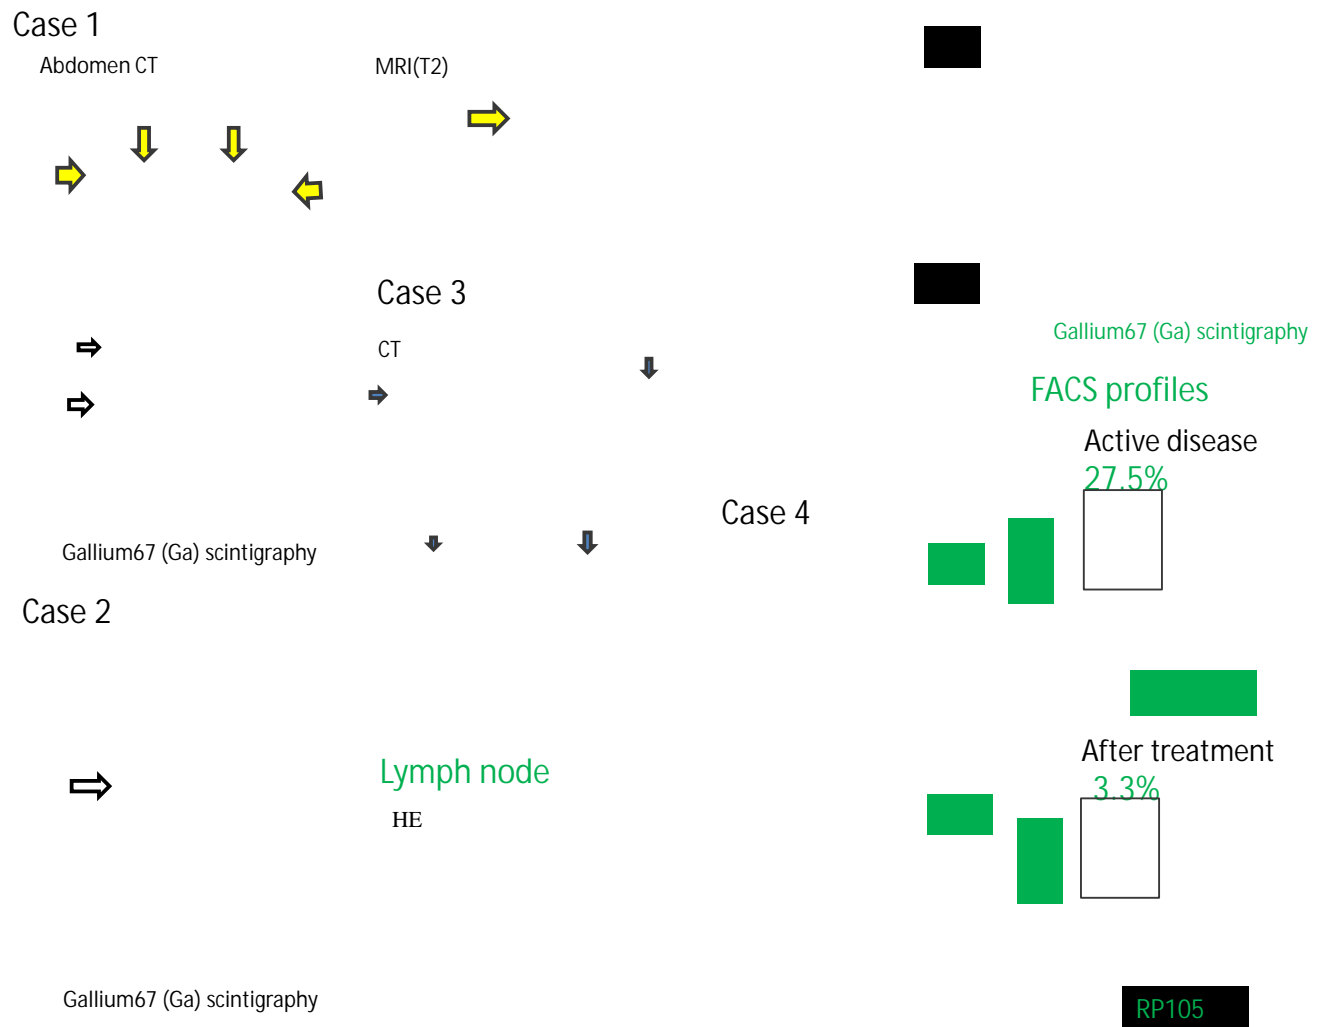 Case 1
Abdomen CT
MRI(T2)
Case 3
CT
Gallium67 (Ga) scintigraphy
FACS profiles
Active disease
27.5%
Case 4
Gallium67 (Ga) scintigraphy
Case 2
After treatment
3.3%
Lymph node
HE
Gallium67 (Ga) scintigraphy
RP105